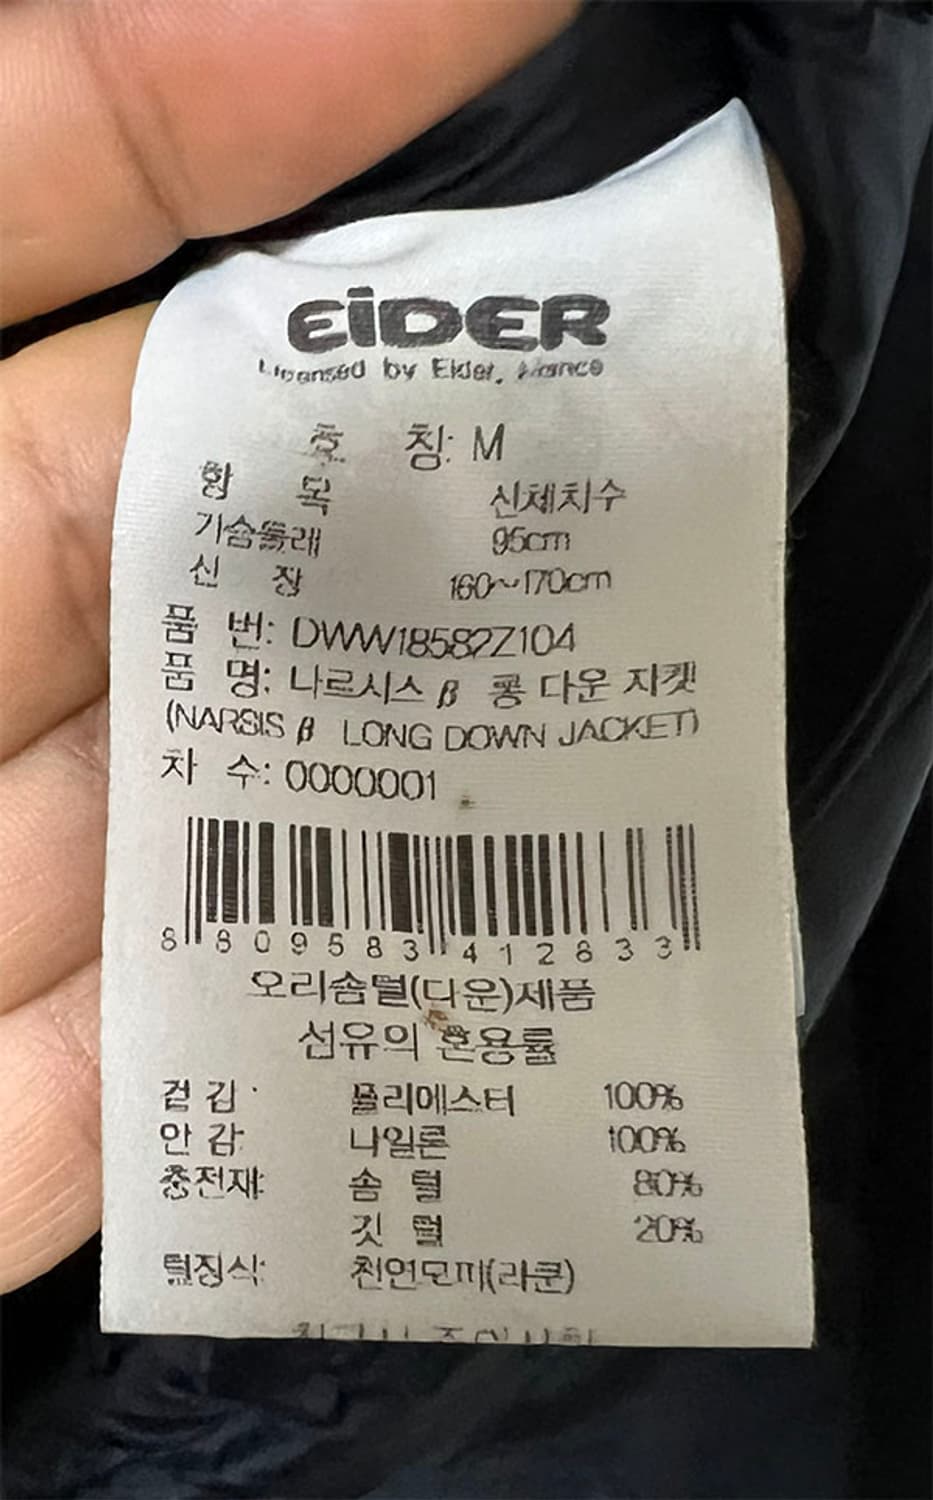 EiDER
Licensed by Eider, France
호 칭: M
항 목 신체치수
기슴둘래 95cm
신 장 160~170cm
품 번: DWW18582Z104
품 명: 나르시스 β 롱 다운 자켓
(NARSIS β LONG DOWN JACKET)
차 수: 0000001
8 809583 412833
오리솜털(다운)제품
섬유의 혼용률
겉 감: 폴리에스터 100%
안 감: 나일론 100%
충전재: 솜 털 80%
깃 털 20%
털장식: 천연모피(라쿤)